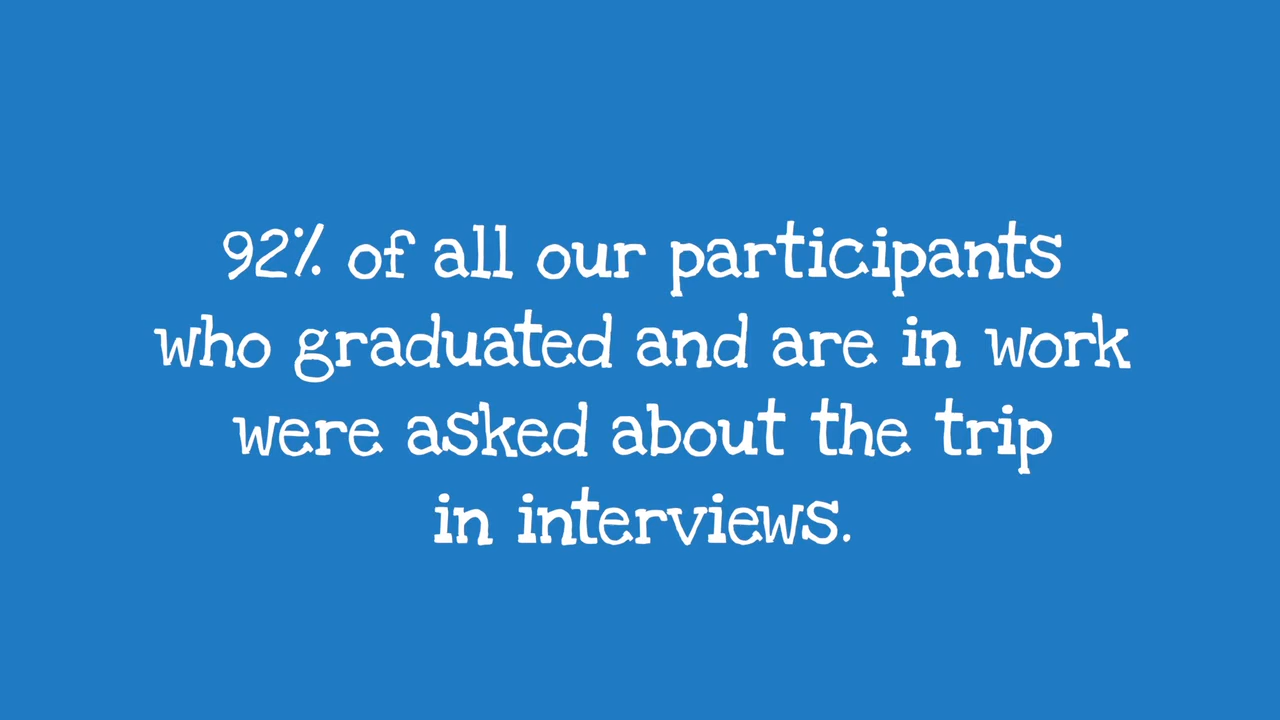 92% of all our participants
who graduated and are in work
were asked about the trip
in interviews.